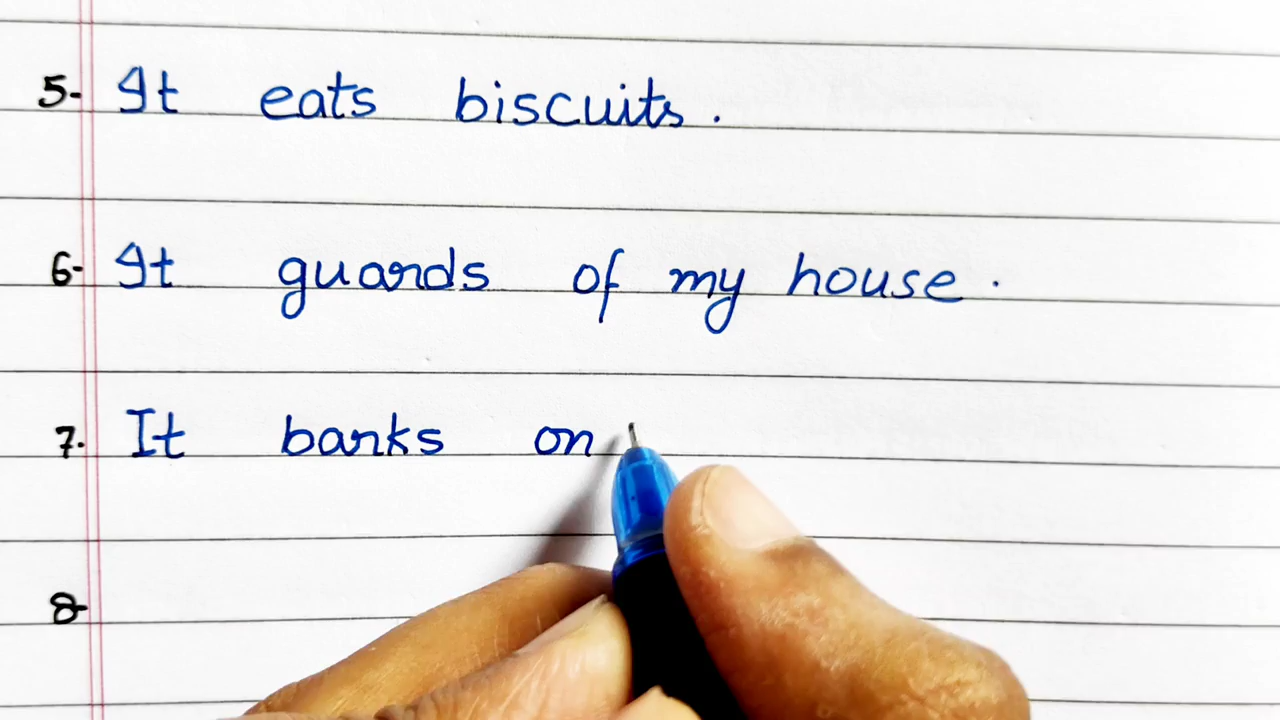 5- It eats biscuits.
6- It guards of my house.
7. It barks on
8-